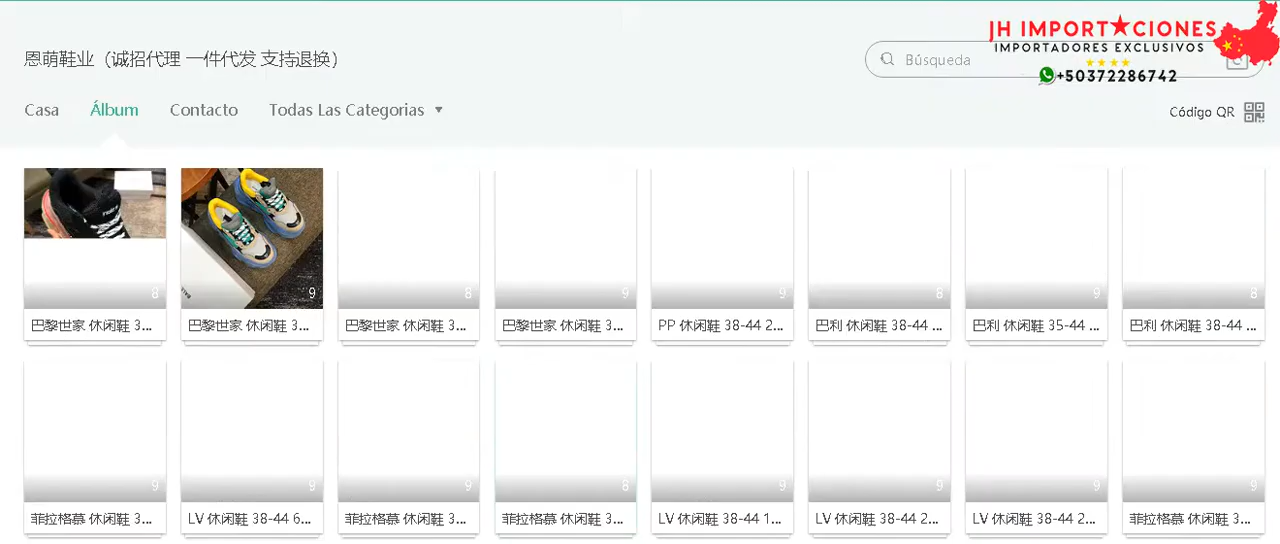 JH IMPORT★CIONES
恩萌鞋业（诚招代理 一件代发 支持退换）
Búsqueda
IMPORTADORES EXCLUSIVOS
+50372286742
Casa
Álbum
Contacto
Todas Las Categorias
Código QR
8
9
8
9
9
8
9
8
巴黎世家 休闲鞋 3...
巴黎世家 休闲鞋 3...
巴黎世家 休闲鞋 3...
巴黎世家 休闲鞋 3...
PP 休闲鞋 38-44 2...
巴利 休闲鞋 38-44 ...
巴利 休闲鞋 35-44 ...
巴利 休闲鞋 38-44 ...
9
9
9
8
9
9
9
9
菲拉格慕 休闲鞋 3...
LV 休闲鞋 38-44 6...
菲拉格慕 休闲鞋 3...
菲拉格慕 休闲鞋 3...
LV 休闲鞋 38-44 1...
LV 休闲鞋 38-44 2...
LV 休闲鞋 38-44 2...
菲拉格慕 休闲鞋 3...